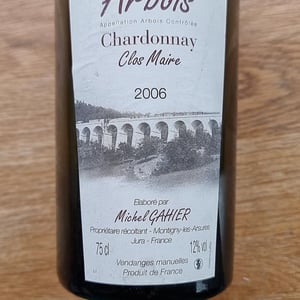 Arbois
Appellation Arbois Contrôlée
Chardonnay
Clos Maire
2006
Elaboré par
Michel GAHIER
Propriétaire récoltant - Montigny-les-Arsures
Jura - France
75 cl 12% vol
Vendanges manuelles
Produit de France